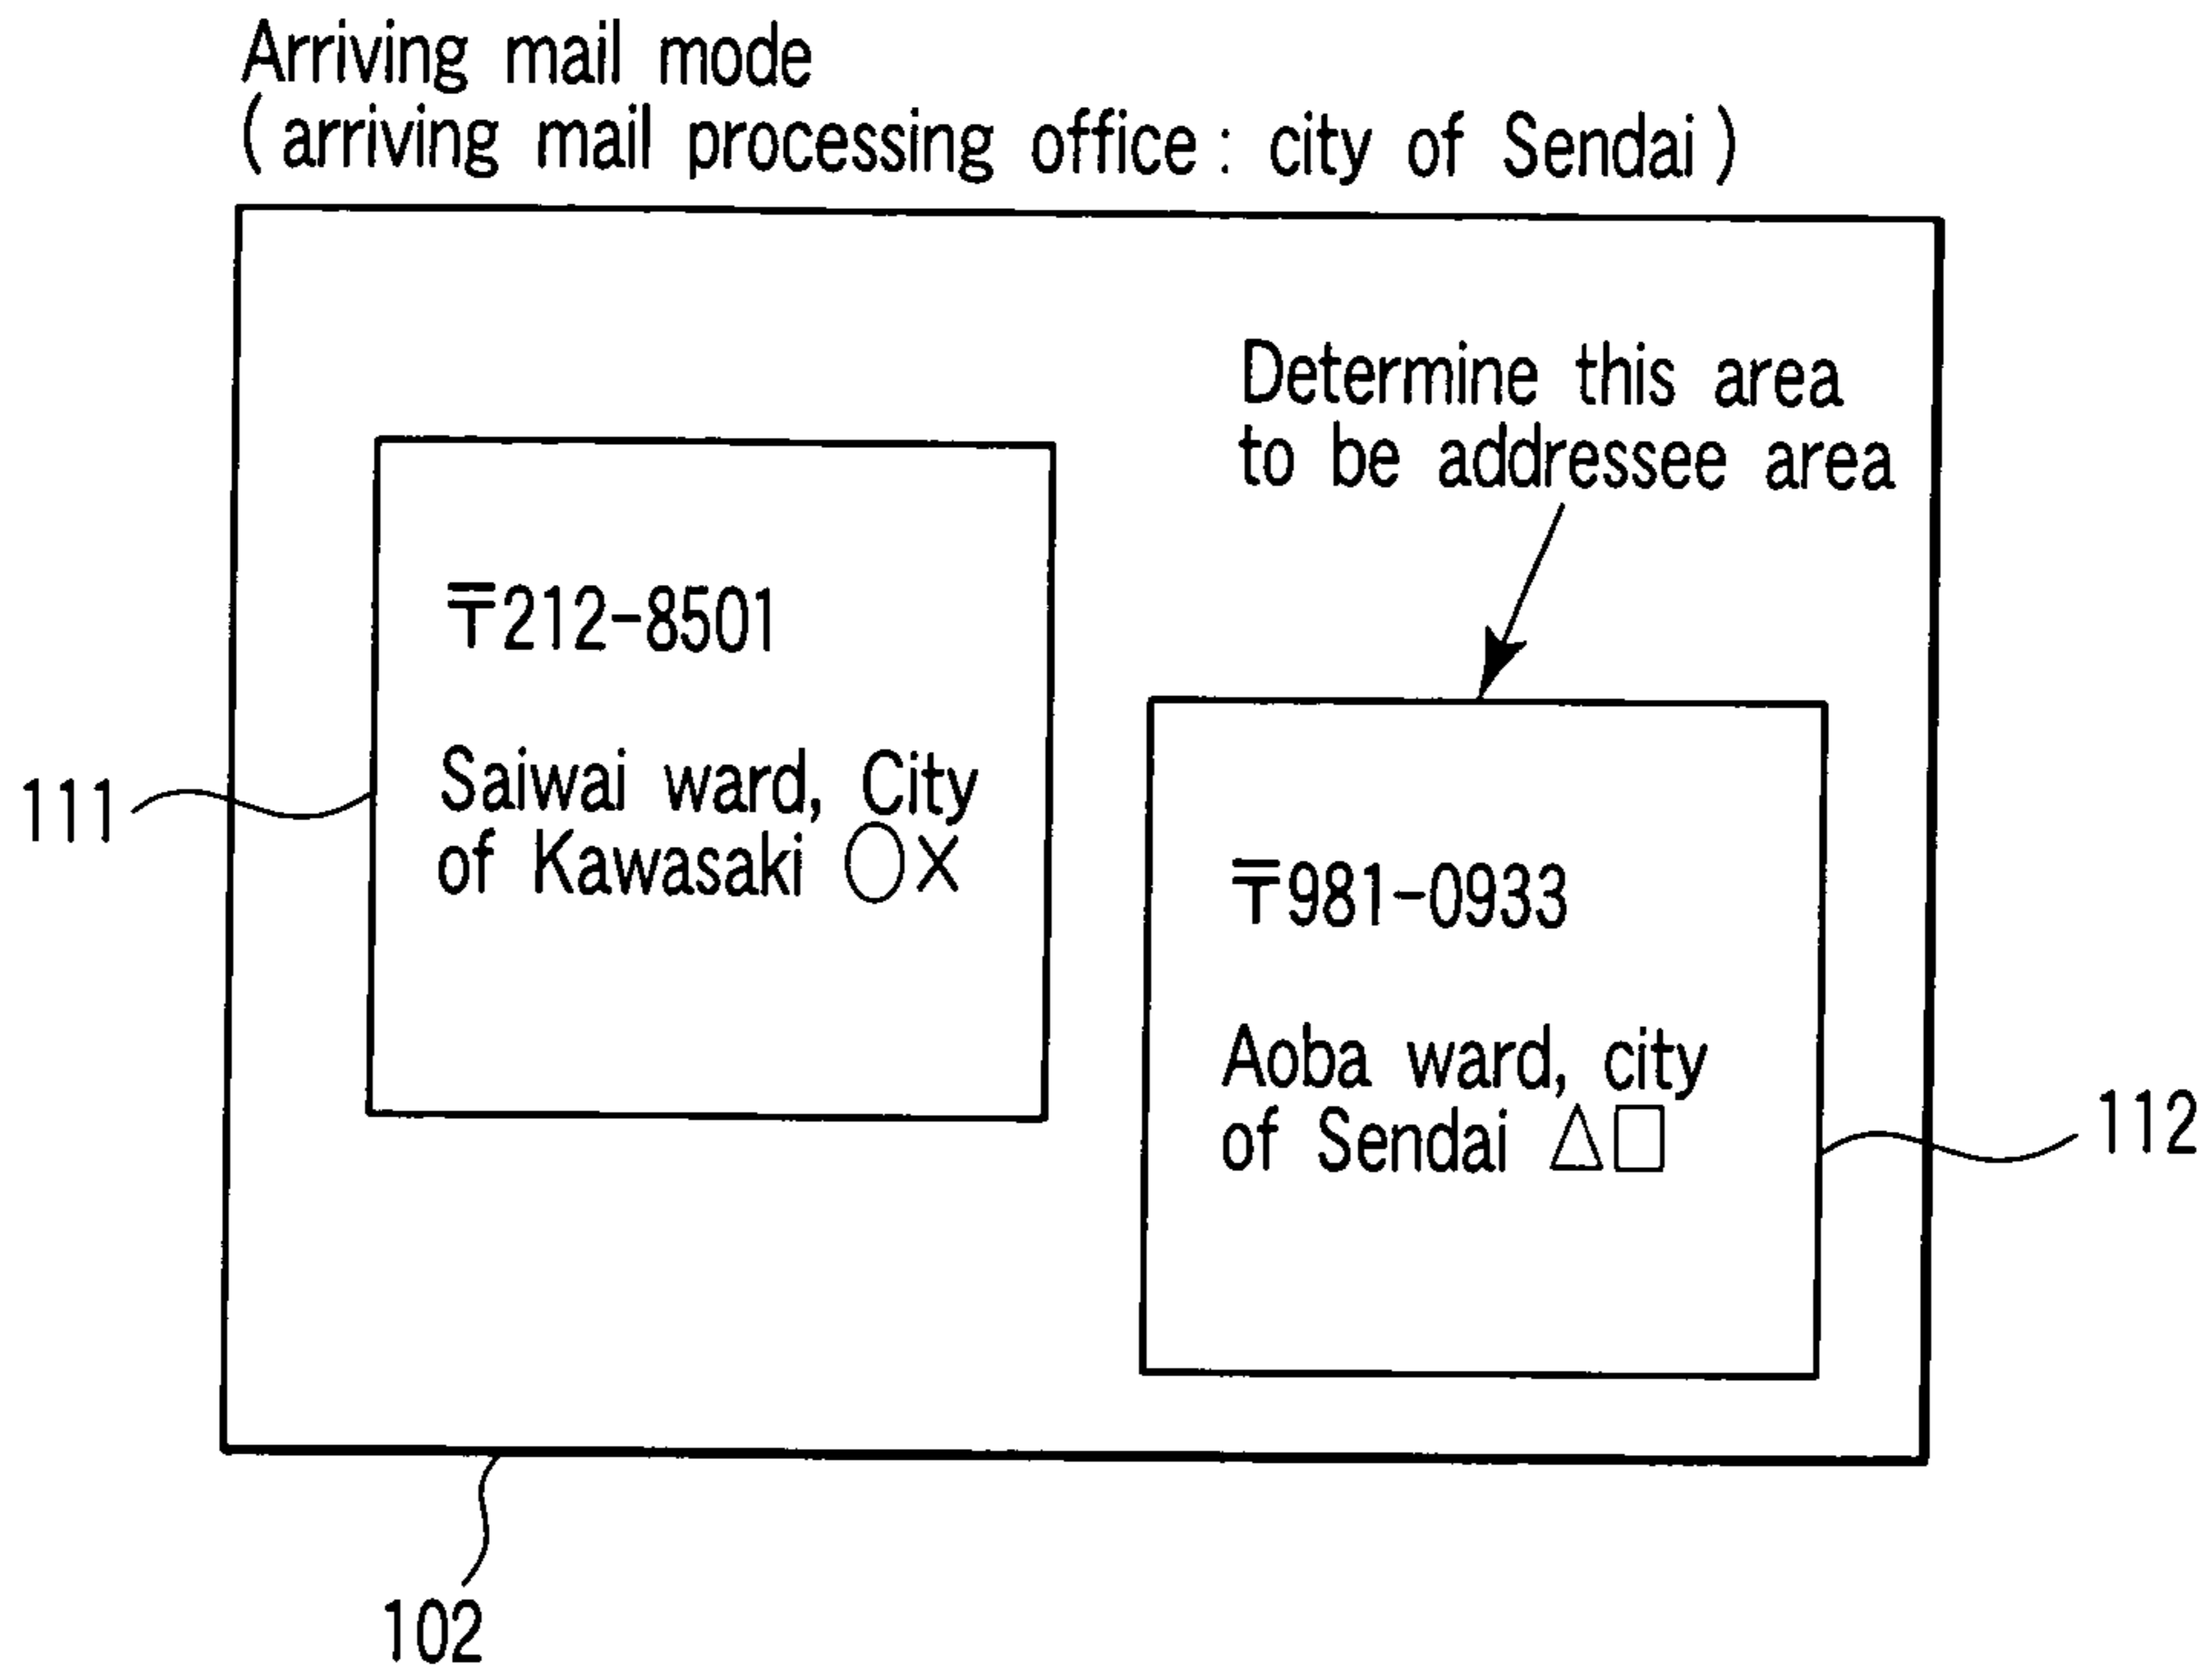 Arriving mail mode
(arriving mail processing office : city of Sendai)
Determine this area
to be addressee area
〒212-8501
Saiwai ward, City
of Kawasaki ○×
111
〒981-0933
Aoba ward, city
of Sendai △□
112
102